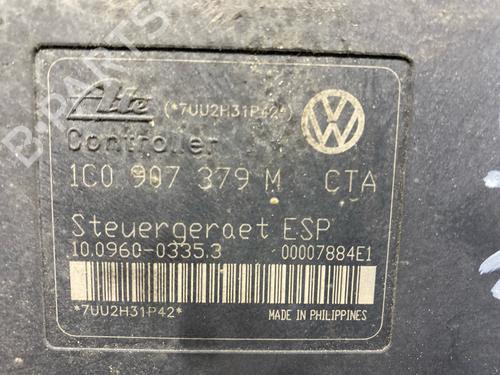 Ate (*7UU2H31P42*)
Controller
1C0 907 379 M CTA
Steuergeraet ESP
10.0960-0335.3 00007884E1
*7UU2H31P42* MADE IN PHILIPPINES
B-PARTS